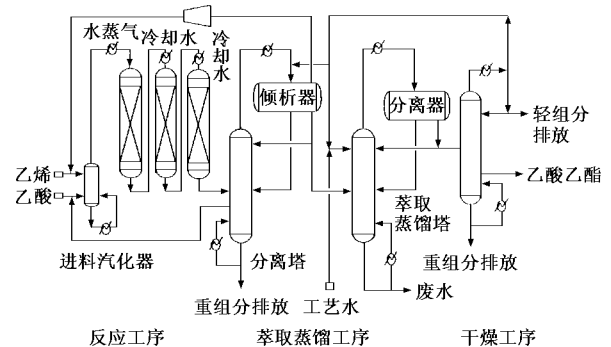 水蒸气
冷却水
冷却水
倾析器
分离器
轻组分
排放
乙烯
乙酸
乙酸乙酯
萃取
蒸馏塔
进料汽化器
分离塔
重组分排放
重组分排放
工艺水
废水
反应工序
萃取蒸馏工序
干燥工序